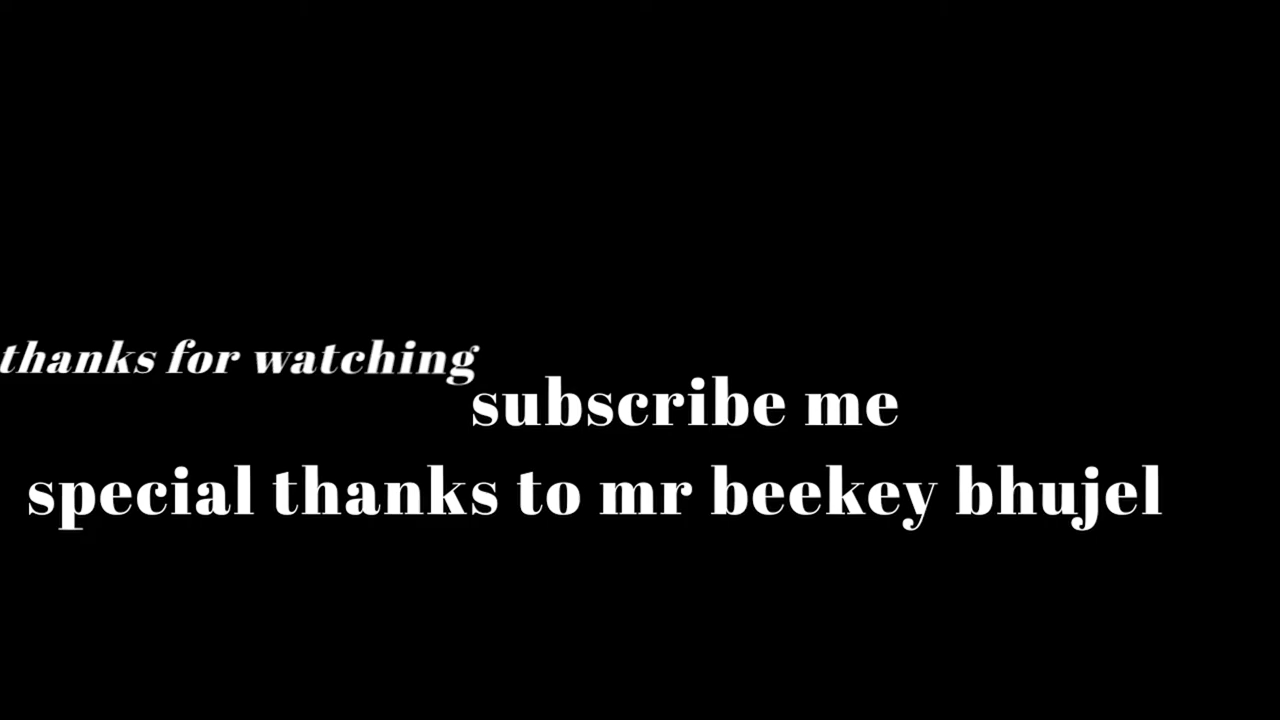 thanks for watching
subscribe me
special thanks to mr beekey bhujel